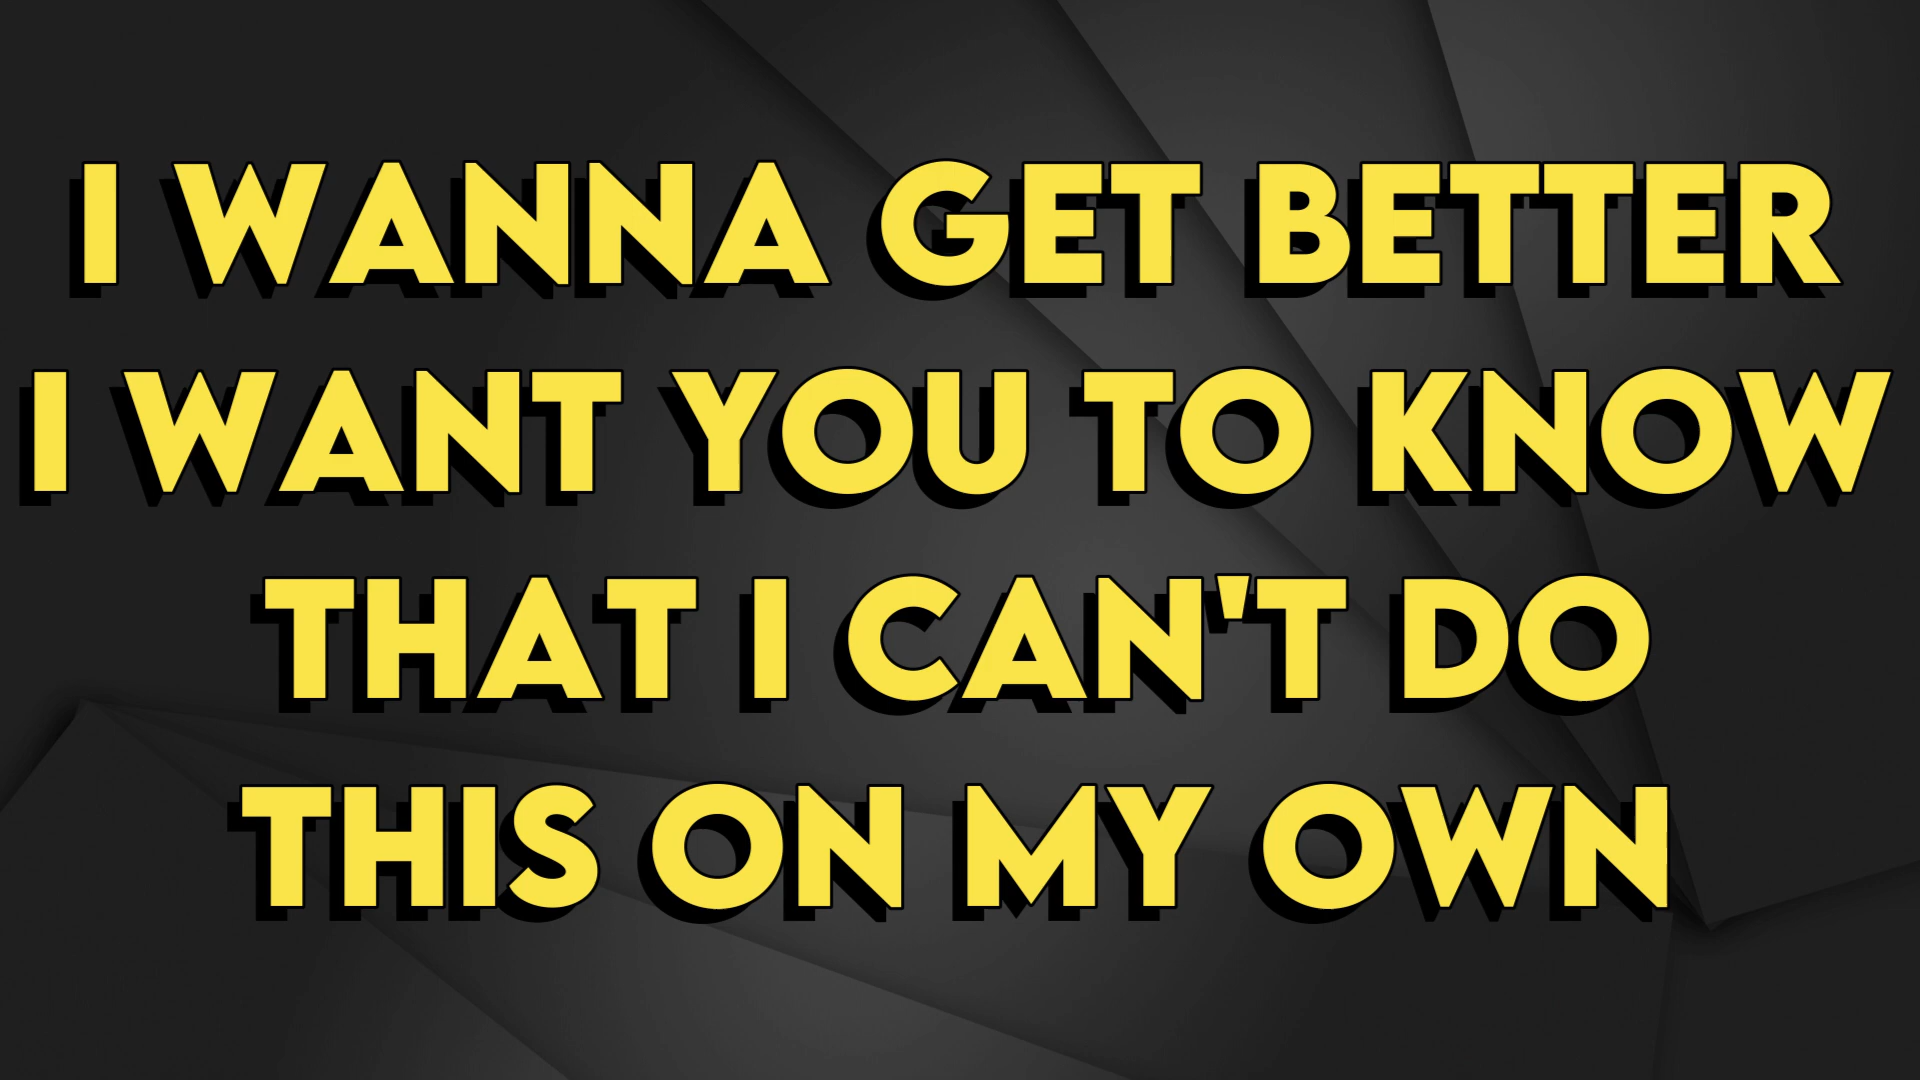 I WANNA GET BETTER
I WANT YOU TO KNOW
THAT I CAN'T DO
THIS ON MY OWN